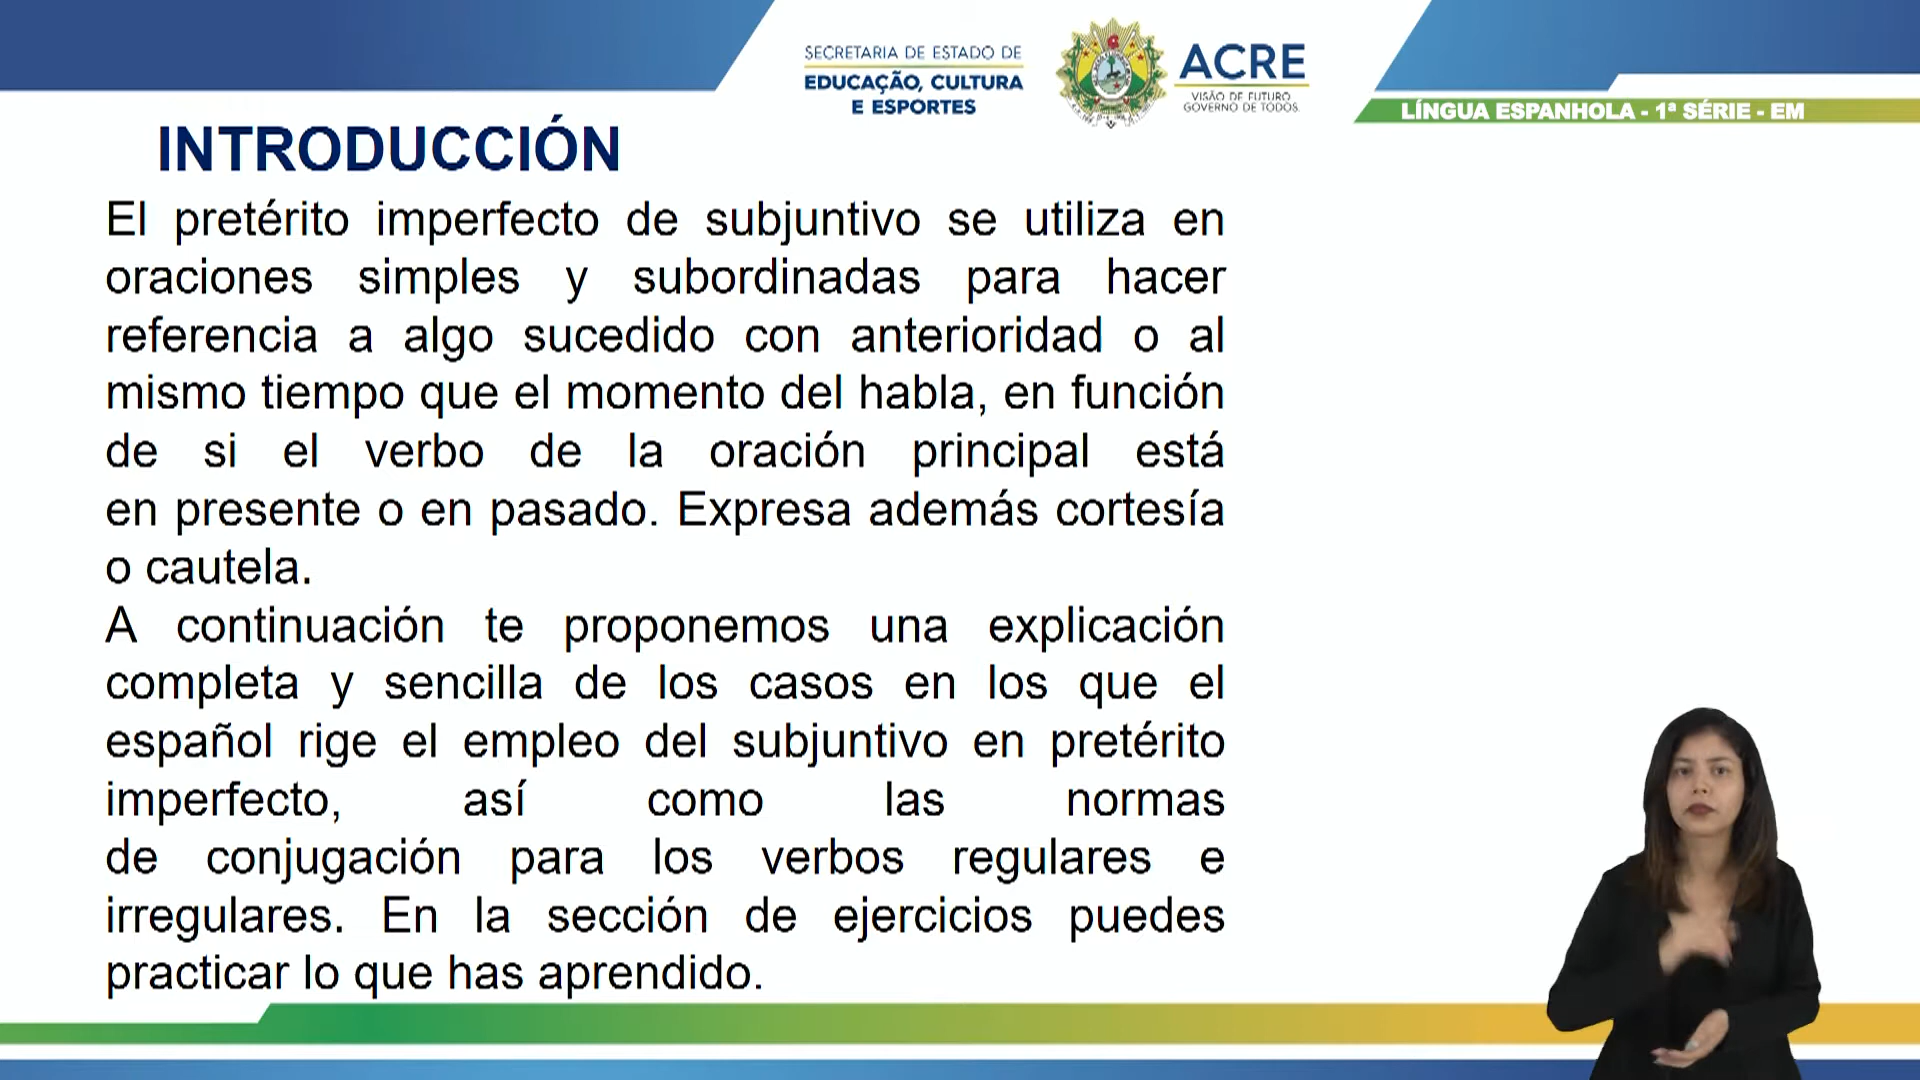 SECRETARIA DE ESTADO DE
EDUCAÇÃO, CULTURA
E ESPORTES
ACRE
VISÃO DE FUTURO
GOVERNO DE TODOS
LÍNGUA ESPANHOLA - 1ª SÉRIE - EM
INTRODUCCIÓN
El pretérito imperfecto de subjuntivo se utiliza en
oraciones simples y subordinadas para hacer
referencia a algo sucedido con anterioridad o al
mismo tiempo que el momento del habla, en función
de si el verbo de la oración principal está
en presente o en pasado. Expresa además cortesía
o cautela.
A continuación te proponemos una explicación
completa y sencilla de los casos en los que el
español rige el empleo del subjuntivo en pretérito
imperfecto, así como las normas
de conjugación para los verbos regulares e
irregulares. En la sección de ejercicios puedes
practicar lo que has aprendido.